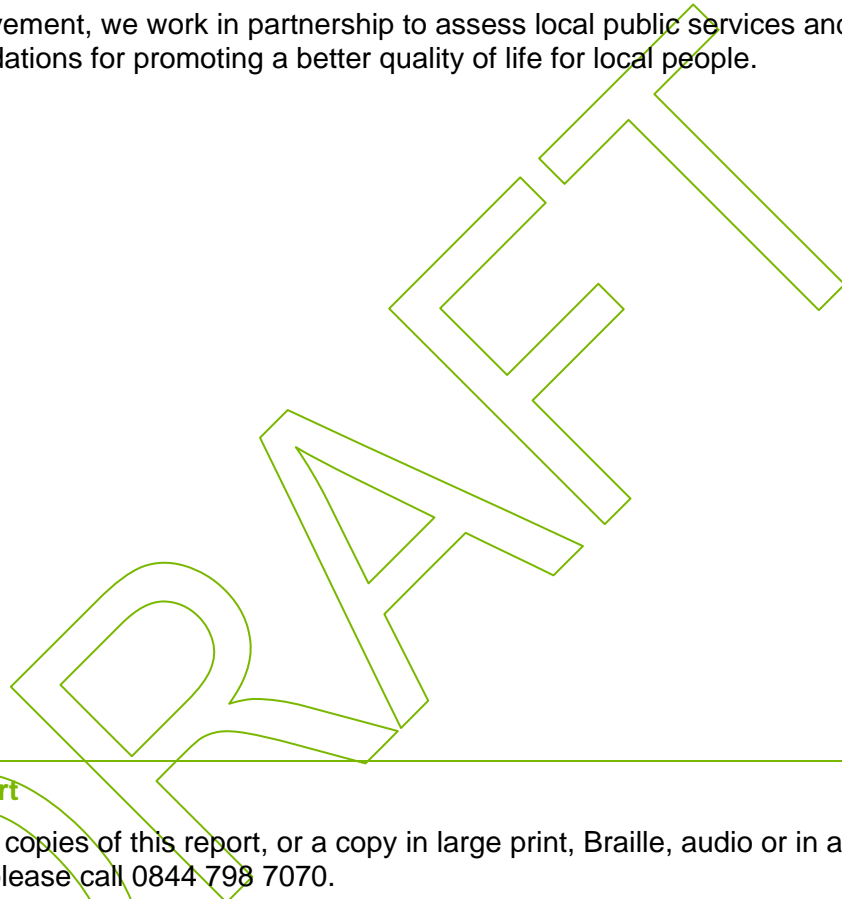 vement, we work in partnership to assess local public services and
dations for promoting a better quality of life for local people.
DRAFT
rt
copies of this report, or a copy in large print, Braille, audio or in a
lease call 0844 798 7070.